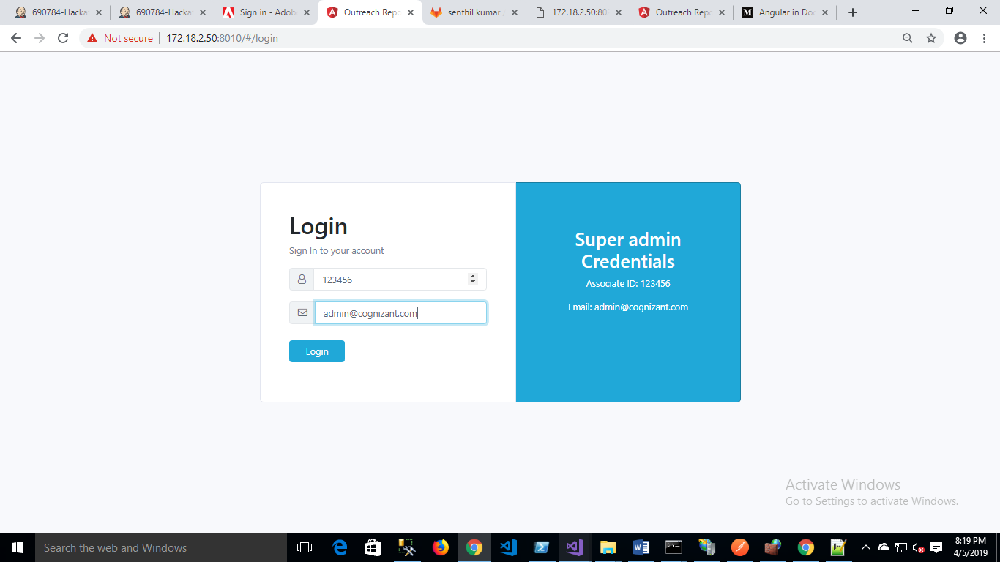 690784-Hackat
690784-Hackat
Sign in - Adob
Outreach Repo
senthil kumar
172.18.2.50:80
Outreach Repo
Angular in Doc
Not secure
172.18.2.50:8010/#/login
Login
Sign In to your account
123456
admin@cognizant.com
Login
Super admin
Credentials
Associate ID: 123456
Email: admin@cognizant.com
Activate Windows
Go to Settings to activate Windows.
Search the web and Windows
8:19 PM
4/5/2019